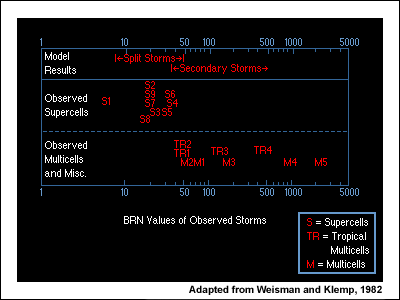 1 10 50 100 500 1000 5000
Model Results |←Split Storms→|
|←Secondary Storms→
Observed Supercells
S2
S9 S6
S1 S7 S4
S3 S5
S8
Observed Multicells and Misc.
TR2
TR1 TR3 TR4
M2 M1 M3 M4 M5
1 10 50 100 500 1000 5000
BRN Values of Observed Storms
S = Supercells
TR = Tropical
Multicells
M = Multicells
Adapted from Weisman and Klemp, 1982